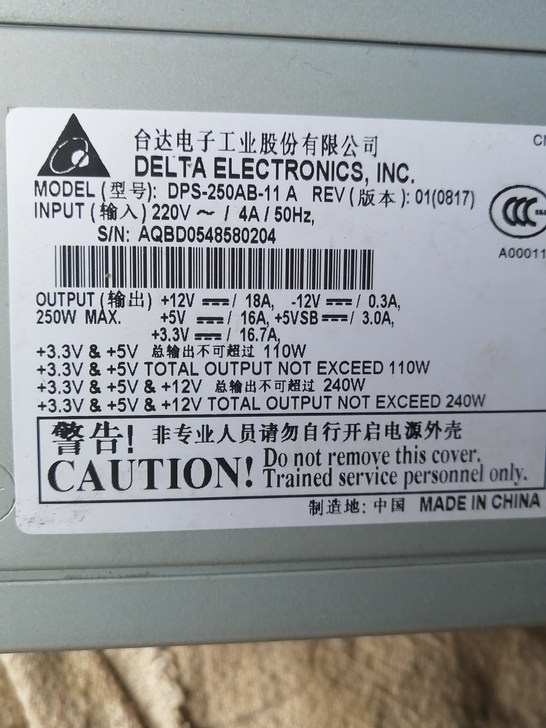 台达电子工业股份有限公司
DELTA ELECTRONICS, INC.
MODEL (型号): DPS-250AB-11 A REV (版本): 01(0817)
INPUT (输入) 220V ~ / 4A / 50Hz,
S/N: AQBD0548580204
A00011
OUTPUT (输出) +12V ⎓ / 18A, -12V ⎓ / 0.3A,
250W MAX. +5V ⎓ / 16A, +5VSB ⎓ / 3.0A,
+3.3V ⎓ / 16.7A,
+3.3V & +5V 总输出不可超过 110W
+3.3V & +5V TOTAL OUTPUT NOT EXCEED 110W
+3.3V & +5V & +12V 总输出不可超过 240W
+3.3V & +5V & +12V TOTAL OUTPUT NOT EXCEED 240W
警告! 非专业人员请勿自行开启电源外壳
CAUTION! Do not remove this cover.
Trained service personnel only.
制造地: 中国 MADE IN CHINA